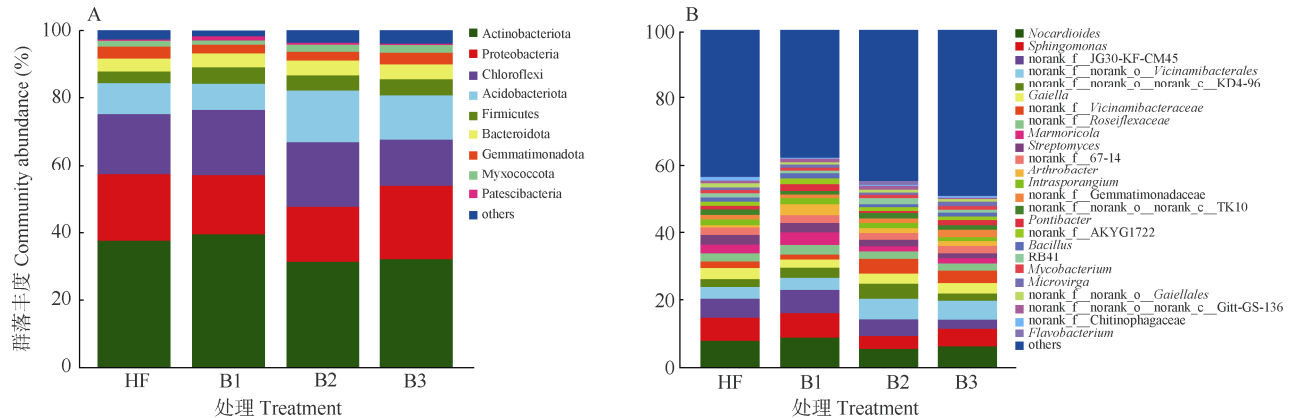 A
群落丰度 Community abundance (%)
100
80
60
40
20
0
HF B1 B2 B3
处理 Treatment
Actinobacteriota
Proteobacteria
Chloroflexi
Acidobacteriota
Firmicutes
Bacteroidota
Gemmatimonadota
Myxococcota
Patescibacteria
others
B
100
80
60
40
20
0
HF B1 B2 B3
处理 Treatment
Nocardioides
Sphingomonas
norank_f__JG30-KF-CM45
norank_f__norank_o__Vicinamibacterales
norank_f__norank_o__norank_c__KD4-96
Gaiella
norank_f__Vicinamibacteraceae
norank_f__Roseiflexaceae
Marmoricola
Streptomyces
norank_f__67-14
Arthrobacter
Intrasporangium
norank_f__Gemmatimonadaceae
norank_f__norank_o__norank_c__TK10
Pontibacter
norank_f__AKYG1722
Bacillus
RB41
Mycobacterium
Microvirga
norank_f__norank_o__Gaiellales
norank_f__norank_o__norank_c__Gitt-GS-136
norank_f__Chitinophagaceae
Flavobacterium
others